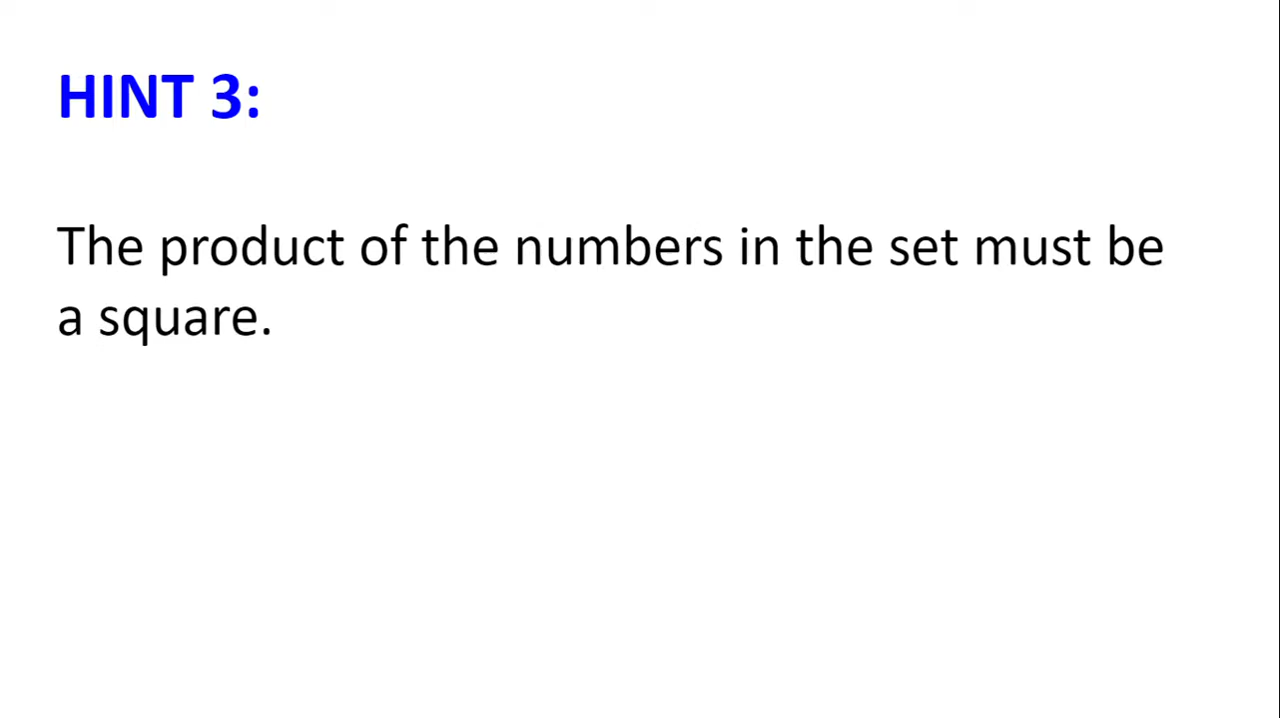 HINT 3:
The product of the numbers in the set must be
a square.